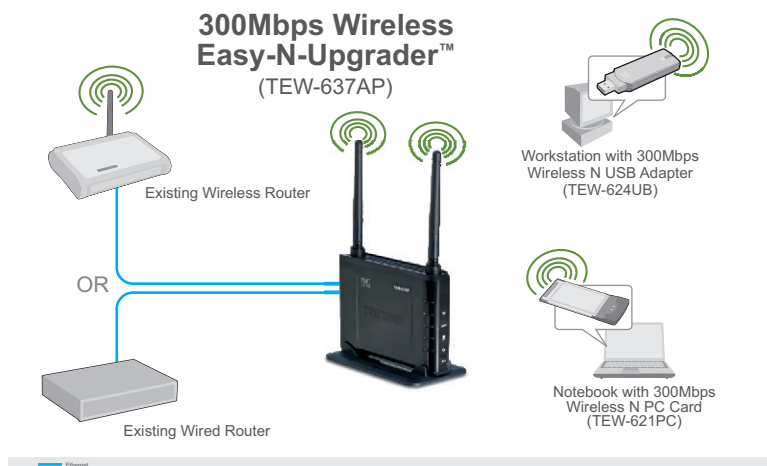 300Mbps Wireless
Easy-N-Upgrader™
(TEW-637AP)
Existing Wireless Router
OR
Existing Wired Router
Workstation with 300Mbps
Wireless N USB Adapter
(TEW-624UB)
Notebook with 300Mbps
Wireless N PC Card
(TEW-621PC)
TRENDnet
Ethernet